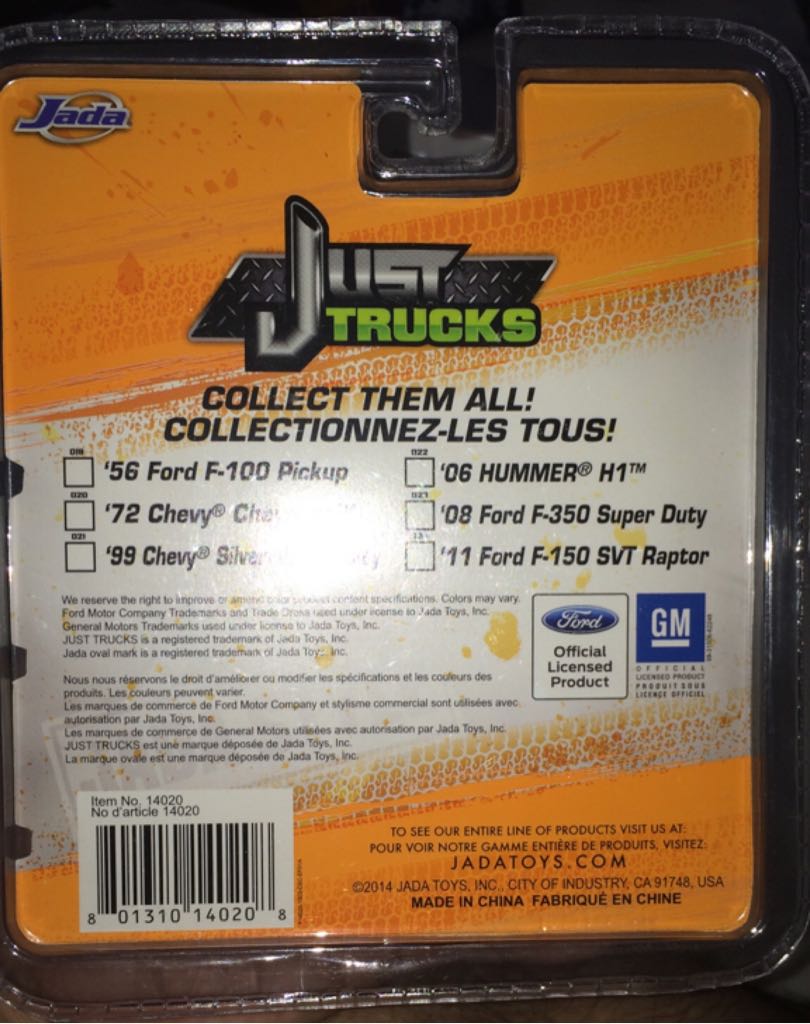 Jada
JUST
TRUCKS
COLLECT THEM ALL!
COLLECTIONNEZ-LES TOUS!
022
'56 Ford F-100 Pickup
'06 HUMMER® H1™
020
'72 Chevy®
'08 Ford F-350 Super Duty
021
'99 Chevy®
'11 Ford F-150 SVT Raptor
We reserve the right to improve or amend color product content specifications. Colors may vary.
Ford Motor Company Trademarks and Trade Dress used under license to Jada Toys, Inc.
General Motors Trademarks used under license to Jada Toys, Inc.
JUST TRUCKS is a registered trademark of Jada Toys, Inc.
Jada oval mark is a registered trademark of Jada Toys, Inc.
Nous nous réservons le droit d'améliorer ou modifier les spécifications et les couleurs des
produits. Les couleurs peuvent varier.
Les marques de commerce de Ford Motor Company et stylisme commercial sont utilisées avec
autorisation par Jada Toys, Inc.
Les marques de commerce de General Motors utilisées avec autorisation par Jada Toys, Inc.
JUST TRUCKS est une marque déposée de Jada Toys, Inc.
La marque ovale est une marque déposée de Jada Toys, Inc.
Ford
Official
Licensed
Product
GM
OFFICIAL
LICENSED PRODUCT
PRODUIT SOUS
LICENCE OFFICIEL
Item No. 14020
No d'article 14020
8 01310 14020 8
TO SEE OUR ENTIRE LINE OF PRODUCTS VISIT US AT:
POUR VOIR NOTRE GAMME ENTIÈRE DE PRODUITS, VISITEZ:
JADATOYS.COM
©2014 JADA TOYS, INC., CITY OF INDUSTRY, CA 91748, USA
MADE IN CHINA FABRIQUÉ EN CHINE